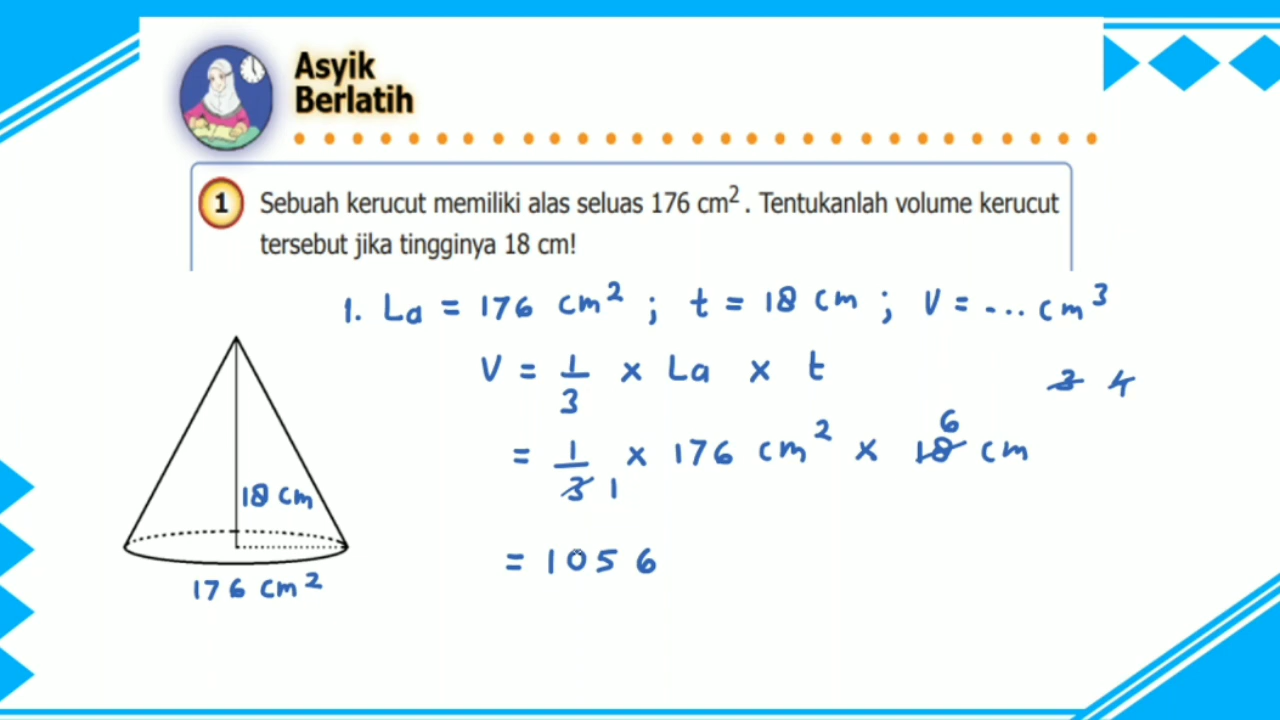 Asyik
Berlatih
1 Sebuah kerucut memiliki alas seluas 176 cm². Tentukanlah volume kerucut
tersebut jika tingginya 18 cm!
1. La = 176 cm² ; t = 18 cm ; V = ... cm³
V = 1/3 x La x t
3 4
= 1/3 1 x 176 cm² x 18 6 cm
= 1056
18 cm
176 cm²